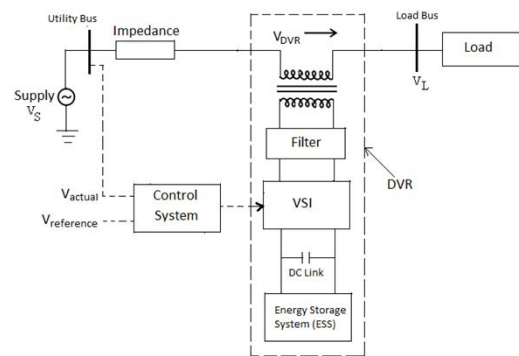 Utility Bus
Impedance
V_DVR
Load Bus
Load
V_L
Supply
V_S
Filter
DVR
V_actual
V_reference
Control
System
VSI
DC Link
Energy Storage
System (ESS)